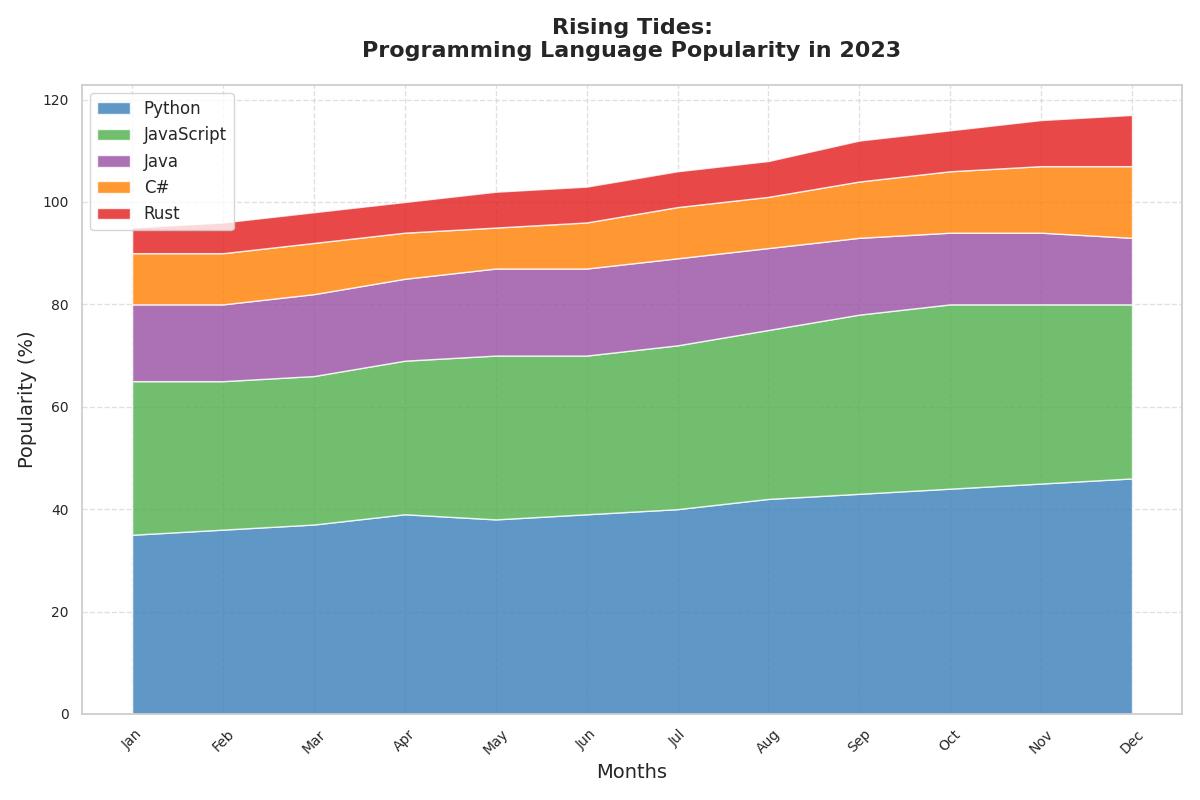 Rising Tides:
Programming Language Popularity in 2023
Python
JavaScript
Java
C#
Rust
Popularity (%)
120
100
80
60
40
20
0
Jan
Feb
Mar
Apr
May
Jun
Jul
Aug
Sep
Oct
Nov
Dec
Months